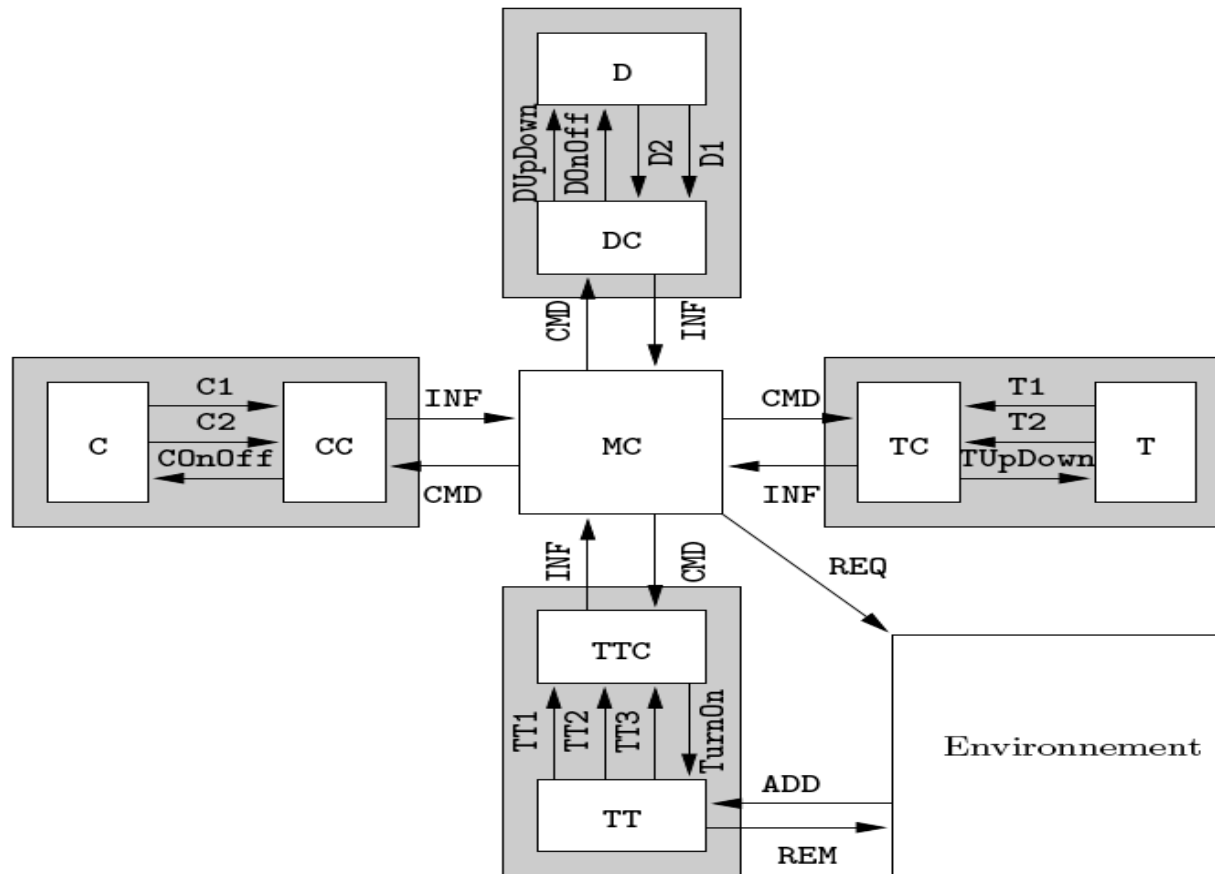 D
DUpDown
DOnOff
D2
D1
DC
CMD
INF
C1
C2
COnOff
C
CC
INF
CMD
MC
CMD
INF
T1
T2
TUpDown
TC
T
INF
CMD
REQ
TTC
TT1
TT2
TT3
TurnOn
TT
ADD
REM
Environnement